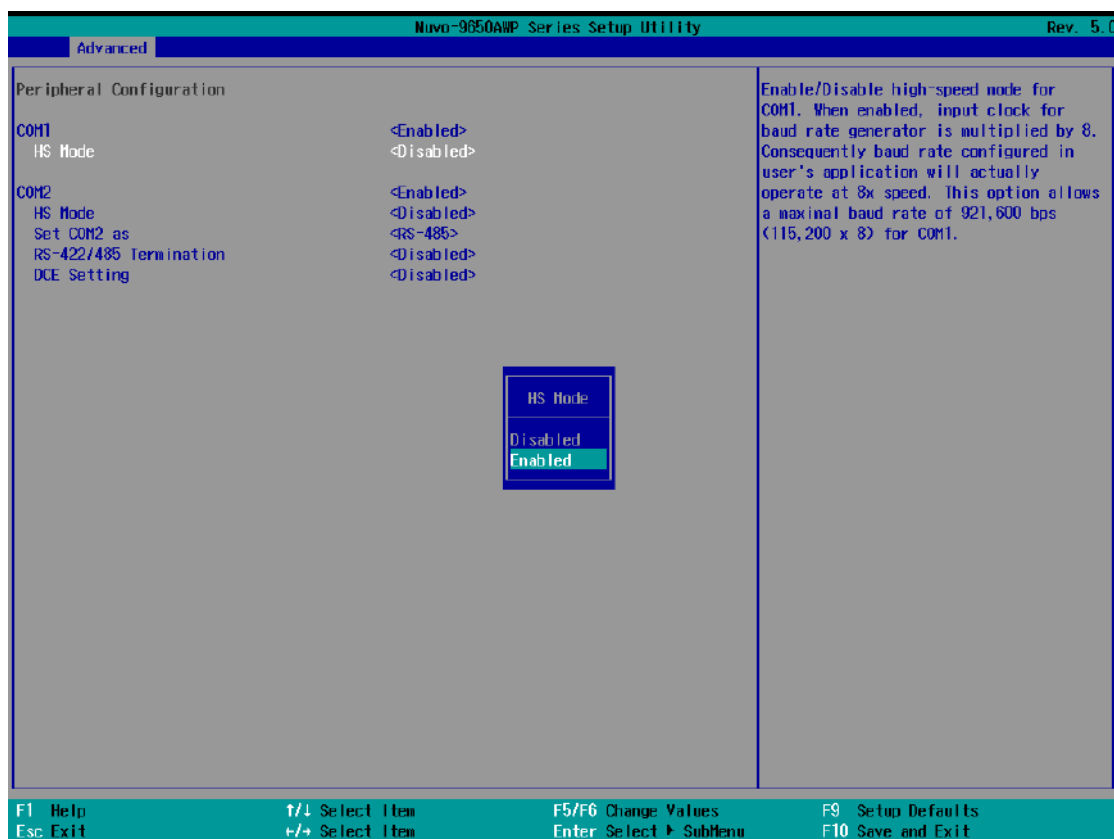 Nuvo-9650AWP Series Setup Utility Rev. 5.0
Advanced
Peripheral Configuration
COM1 <Enabled>
HS Mode <Disabled>
COM2 <Enabled>
HS Mode <Disabled>
Set COM2 as <RS-485>
RS-422/485 Termination <Disabled>
DCE Setting <Disabled>
Enable/Disable high-speed mode for
COM1. When enabled, input clock for
baud rate generator is multiplied by 8.
Consequently baud rate configured in
user's application will actually
operate at 8x speed. This option allows
a maximal baud rate of 921,600 bps
(115,200 x 8) for COM1.
HS Mode
Disabled
Enabled
F1 Help ↑/↓ Select Item F5/F6 Change Values F9 Setup Defaults
Esc Exit ←/→ Select Item Enter Select ▶ SubMenu F10 Save and Exit